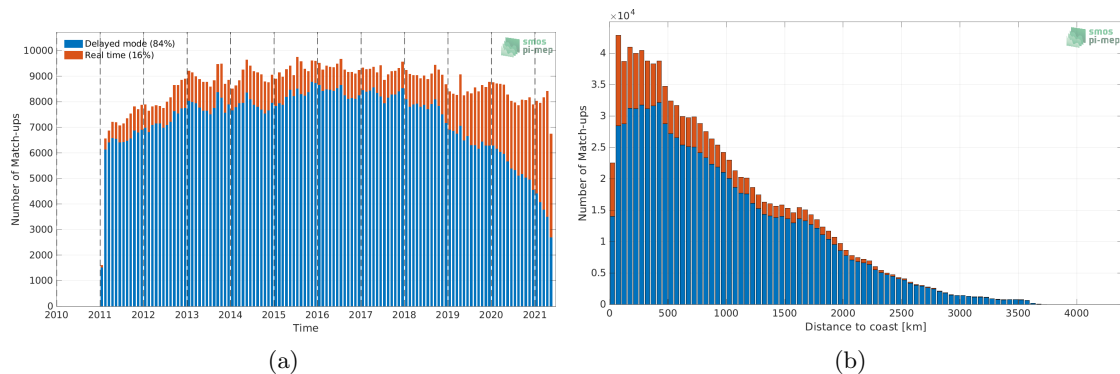 Delayed mode (84%)
Real time (16%)
smos
pi-mep
10000
9000
8000
7000
6000
5000
4000
3000
2000
1000
0
Number of Match-ups
2010 2011 2012 2013 2014 2015 2016 2017 2018 2019 2020 2021
Time
(a)
×10⁴
smos
pi-mep
4
3.5
3
2.5
2
1.5
1
0.5
0
Number of Match-ups
0 500 1000 1500 2000 2500 3000 3500 4000
Distance to coast [km]
(b)